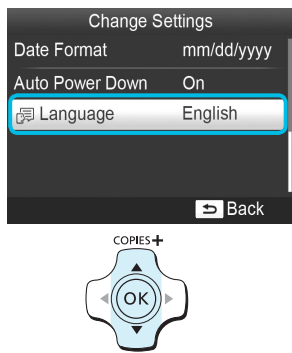 Change Settings
Date Format mm/dd/yyyy
Auto Power Down On
Language English
Back
COPIES+
OK